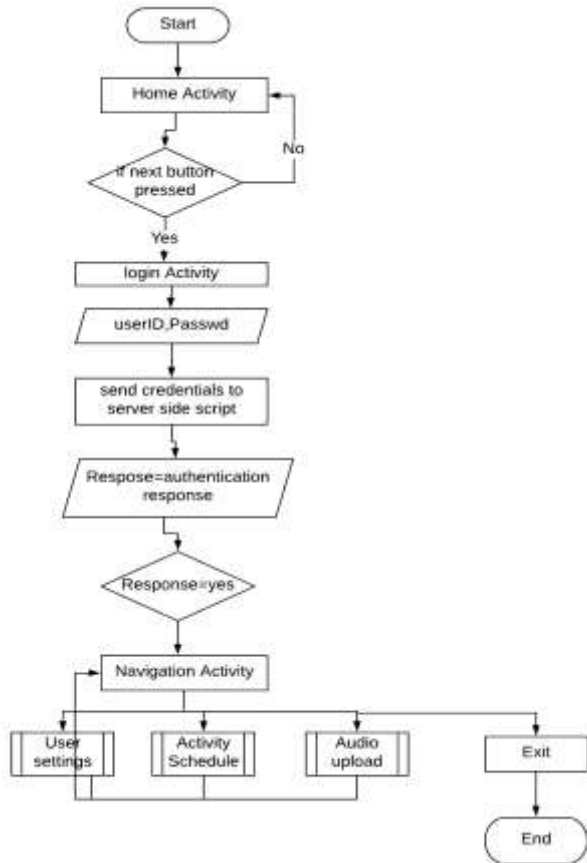 Start
Home Activity
No
if next button
pressed
Yes
login Activity
userID,Passwd
send credentials to
server side script
Respose=authentication
response
Response=yes
Navigation Activity
User
settings
Activity
Schedule
Audio
upload
Exit
End